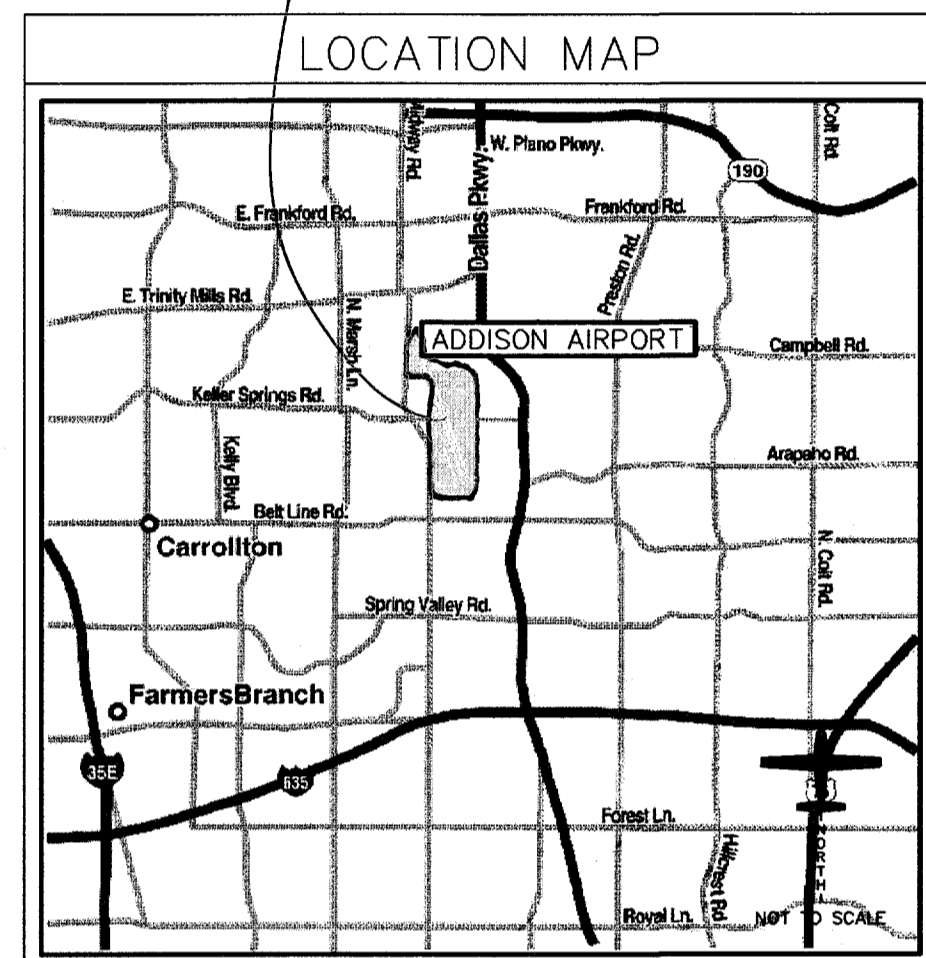 LOCATION MAP
Midway Rd.
Colt Rd.
W. Plano Pkwy.
190
Dallas Pkwy.
E. Frankford Rd.
Frankford Rd.
Preston Rd.
E. Trinity Mills Rd.
N. Marsh Ln.
ADDISON AIRPORT
Campbell Rd.
Keller Springs Rd.
Kelly Blvd.
Arapaho Rd.
Belt Line Rd.
Carrollton
N. Coit Rd.
Spring Valley Rd.
FarmersBranch
35E
635
Forest Ln.
NORTH
Hillcrest Rd
Royal Ln.
NOT TO SCALE